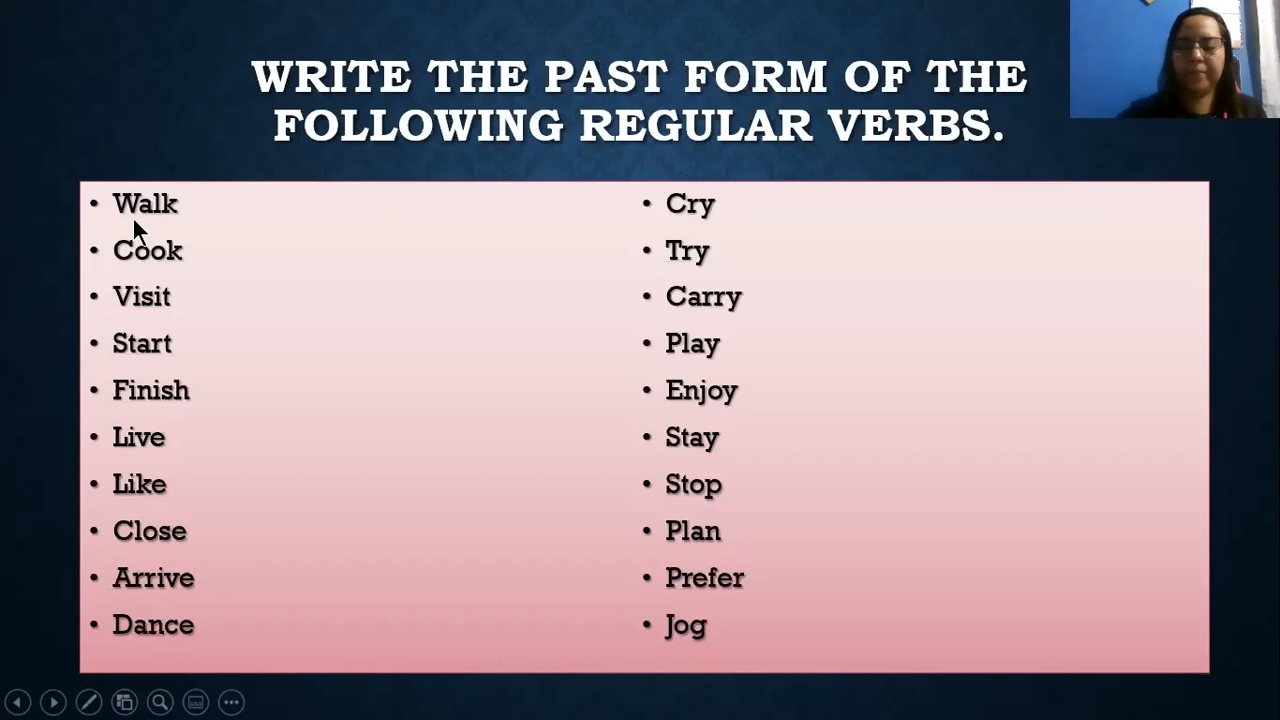 WRITE THE PAST FORM OF THE
FOLLOWING REGULAR VERBS.
• Walk
• Cook
• Visit
• Start
• Finish
• Live
• Like
• Close
• Arrive
• Dance
• Cry
• Try
• Carry
• Play
• Enjoy
• Stay
• Stop
• Plan
• Prefer
• Jog